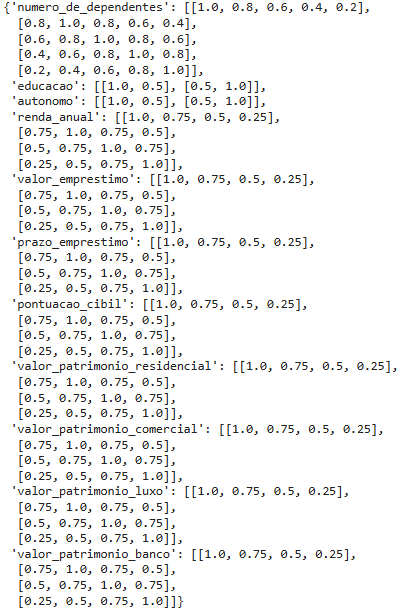 {'numero_de_dependentes': [[1.0, 0.8, 0.6, 0.4, 0.2],
[0.8, 1.0, 0.8, 0.6, 0.4],
[0.6, 0.8, 1.0, 0.8, 0.6],
[0.4, 0.6, 0.8, 1.0, 0.8],
[0.2, 0.4, 0.6, 0.8, 1.0]],
'educacao': [[1.0, 0.5], [0.5, 1.0]],
'autonomo': [[1.0, 0.5], [0.5, 1.0]],
'renda_anual': [[1.0, 0.75, 0.5, 0.25],
[0.75, 1.0, 0.75, 0.5],
[0.5, 0.75, 1.0, 0.75],
[0.25, 0.5, 0.75, 1.0]],
'valor_emprestimo': [[1.0, 0.75, 0.5, 0.25],
[0.75, 1.0, 0.75, 0.5],
[0.5, 0.75, 1.0, 0.75],
[0.25, 0.5, 0.75, 1.0]],
'prazo_emprestimo': [[1.0, 0.75, 0.5, 0.25],
[0.75, 1.0, 0.75, 0.5],
[0.5, 0.75, 1.0, 0.75],
[0.25, 0.5, 0.75, 1.0]],
'pontuacao_cibil': [[1.0, 0.75, 0.5, 0.25],
[0.75, 1.0, 0.75, 0.5],
[0.5, 0.75, 1.0, 0.75],
[0.25, 0.5, 0.75, 1.0]],
'valor_patrimonio_residencial': [[1.0, 0.75, 0.5, 0.25],
[0.75, 1.0, 0.75, 0.5],
[0.5, 0.75, 1.0, 0.75],
[0.25, 0.5, 0.75, 1.0]],
'valor_patrimonio_comercial': [[1.0, 0.75, 0.5, 0.25],
[0.75, 1.0, 0.75, 0.5],
[0.5, 0.75, 1.0, 0.75],
[0.25, 0.5, 0.75, 1.0]],
'valor_patrimonio_luxo': [[1.0, 0.75, 0.5, 0.25],
[0.75, 1.0, 0.75, 0.5],
[0.5, 0.75, 1.0, 0.75],
[0.25, 0.5, 0.75, 1.0]],
'valor_patrimonio_banco': [[1.0, 0.75, 0.5, 0.25],
[0.75, 1.0, 0.75, 0.5],
[0.5, 0.75, 1.0, 0.75],
[0.25, 0.5, 0.75, 1.0]]}